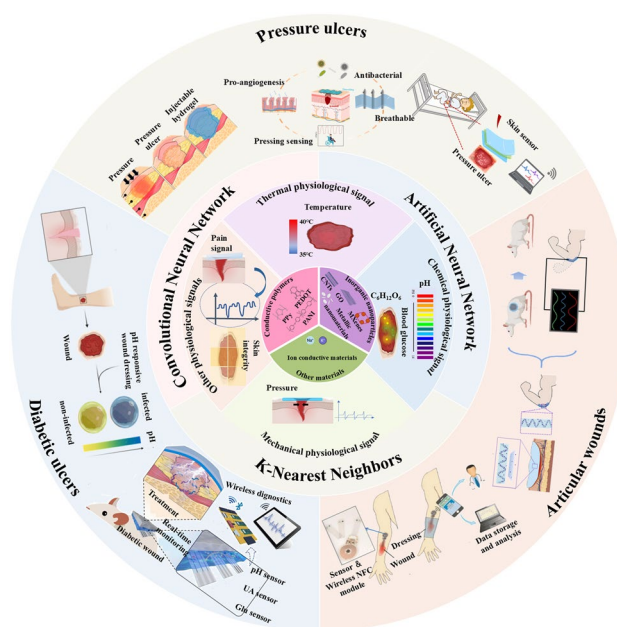 Pressure ulcers
Pro-angiogenesis
Antibacterial
Breathable
Pressing sensing
Injectable
hydrogel
Pressure
ulcer
Pressure
Skin sensor
Pressure ulcer
Convolutional Neural Network
Artificial Neural Network
K-Nearest Neighbors
Thermal physiological signal
Temperature
40°C
35°C
Chemical physiological signal
pH
C6H12O6
Blood glucose
Other physiological signals
Pain
signal
Skin
integrity
Mechanical physiological signal
Pressure
Conductive polymers
PPy
PEDOT
PANI
Inorganic nanoparticles
CNTs
GO
MXene
Metallic
nanomaterials
Ion conductive materials
Other materials
Diabetic ulcers
Wound
pH responsive
wound dressing
non-infected
infected
pH
Treatment
Real-time
monitoring
Wireless dignostics
Diabetic wound
pH sensor
UA sensor
Glu sensor
Articular wounds
Sensor &
Wireless NFC
module
Dressing
Wound
Data storage
and analysis